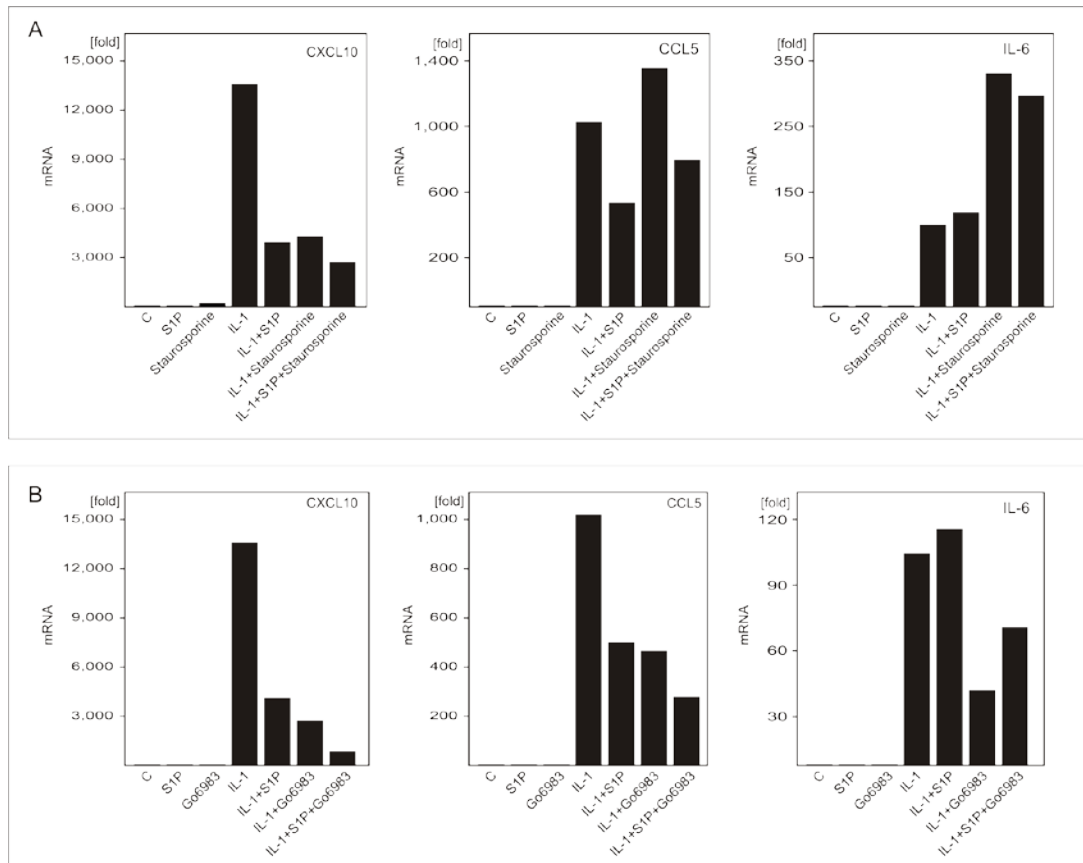 A
[fold]
CXCL10
15,000
12,000
9,000
6,000
3,000
mRNA
C
S1P
Staurosporine
IL-1
IL-1+S1P
IL-1+Staurosporine
IL-1+S1P+Staurosporine
[fold]
CCL5
1,400
1,000
600
200
mRNA
C
S1P
Staurosporine
IL-1
IL-1+S1P
IL-1+Staurosporine
IL-1+S1P+Staurosporine
[fold]
IL-6
350
250
150
50
mRNA
C
S1P
Staurosporine
IL-1
IL-1+S1P
IL-1+Staurosporine
IL-1+S1P+Staurosporine
B
[fold]
CXCL10
15,000
12,000
9,000
6,000
3,000
mRNA
C
S1P
Go6983
IL-1
IL-1+S1P
IL-1+Go6983
IL-1+S1P+Go6983
[fold]
CCL5
1,000
800
600
400
200
mRNA
C
S1P
Go6983
IL-1
IL-1+S1P
IL-1+Go6983
IL-1+S1P+Go6983
[fold]
IL-6
120
90
60
30
mRNA
C
S1P
Go6983
IL-1
IL-1+S1P
IL-1+Go6983
IL-1+S1P+Go6983